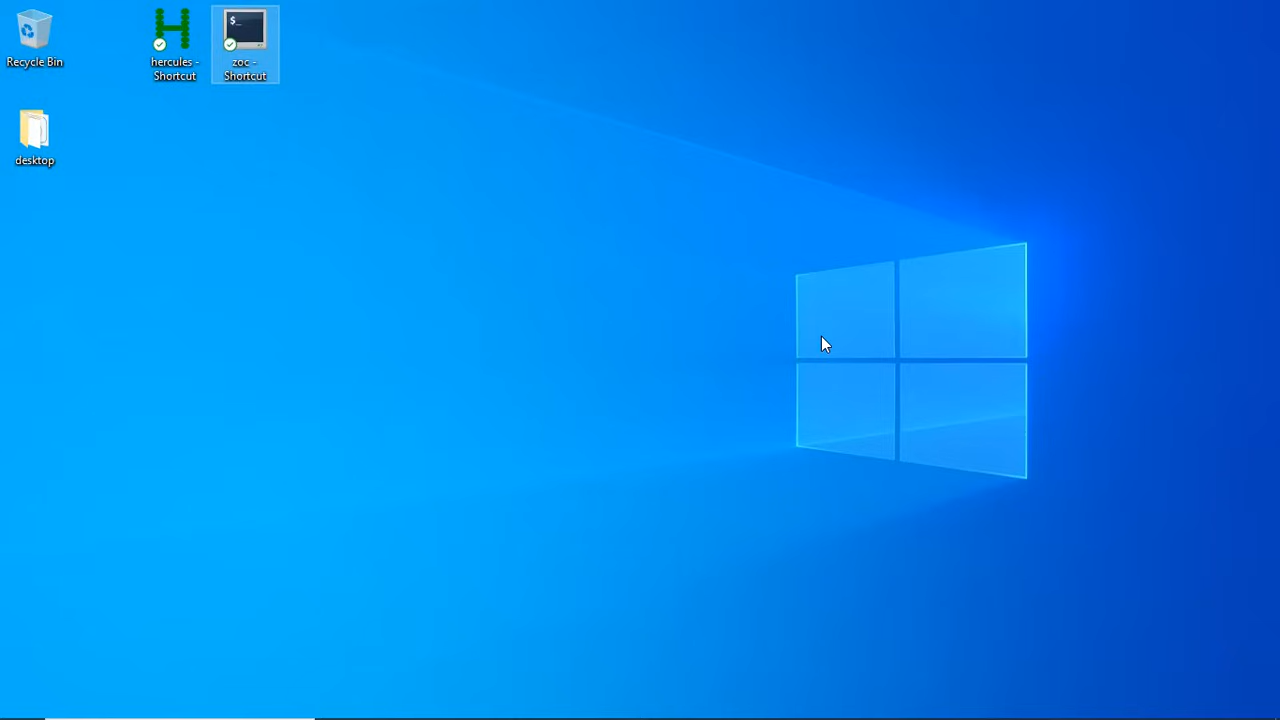 Recycle Bin
hercules -
Shortcut
$_
zoc -
Shortcut
desktop